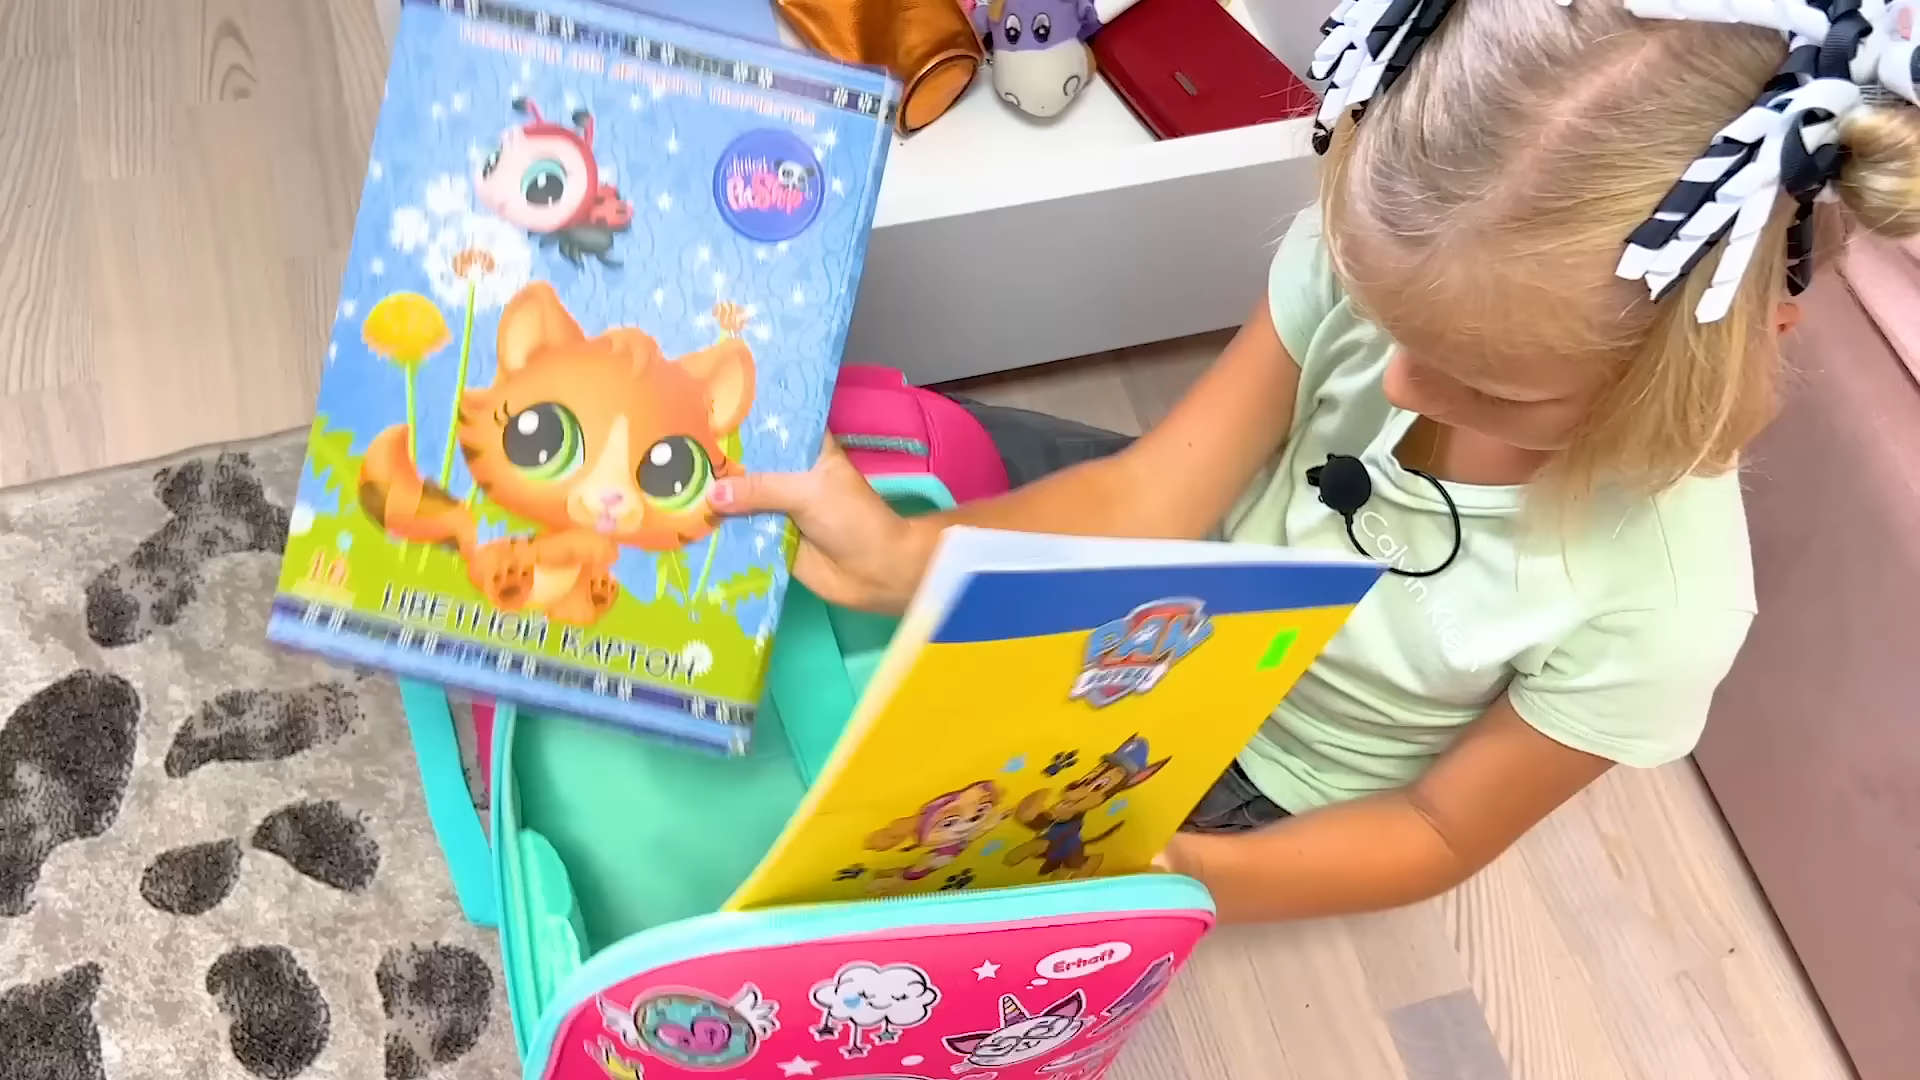 littlest
PetShop
ЦВЕТНОЙ КАРТОН
PAW
PATROL
Calvin Klein
Erhaft